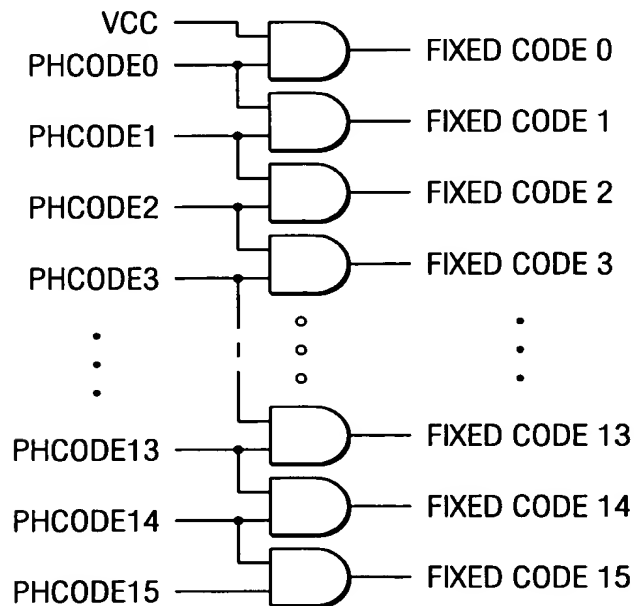 VCC
PHCODE0
FIXED CODE 0
PHCODE1
FIXED CODE 1
PHCODE2
FIXED CODE 2
PHCODE3
FIXED CODE 3
PHCODE13
FIXED CODE 13
PHCODE14
FIXED CODE 14
PHCODE15
FIXED CODE 15